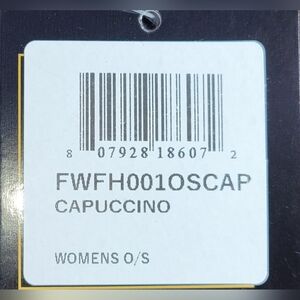 8 07928 18607 2
FWFH001OSCAP
CAPUCCINO
WOMENS O/S